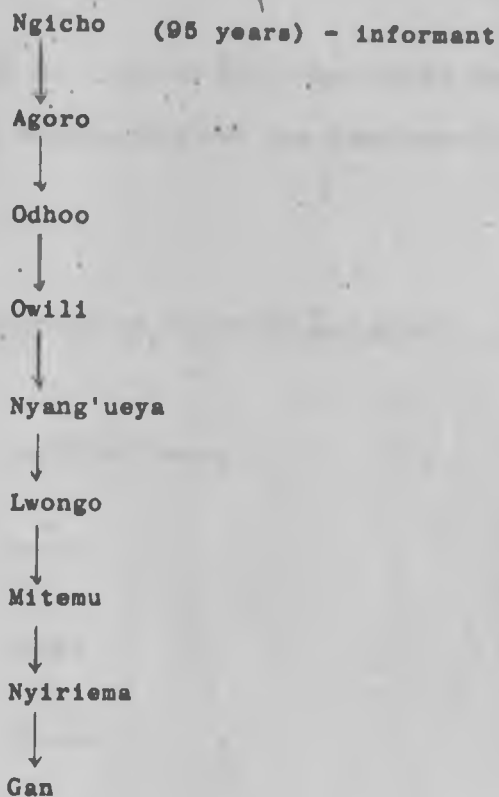 Ngicho (95 years) - informant
Agoro
Odhoo
Owili
Nyang'ueya
Lwongo
Mitemu
Nyiriema
Gan